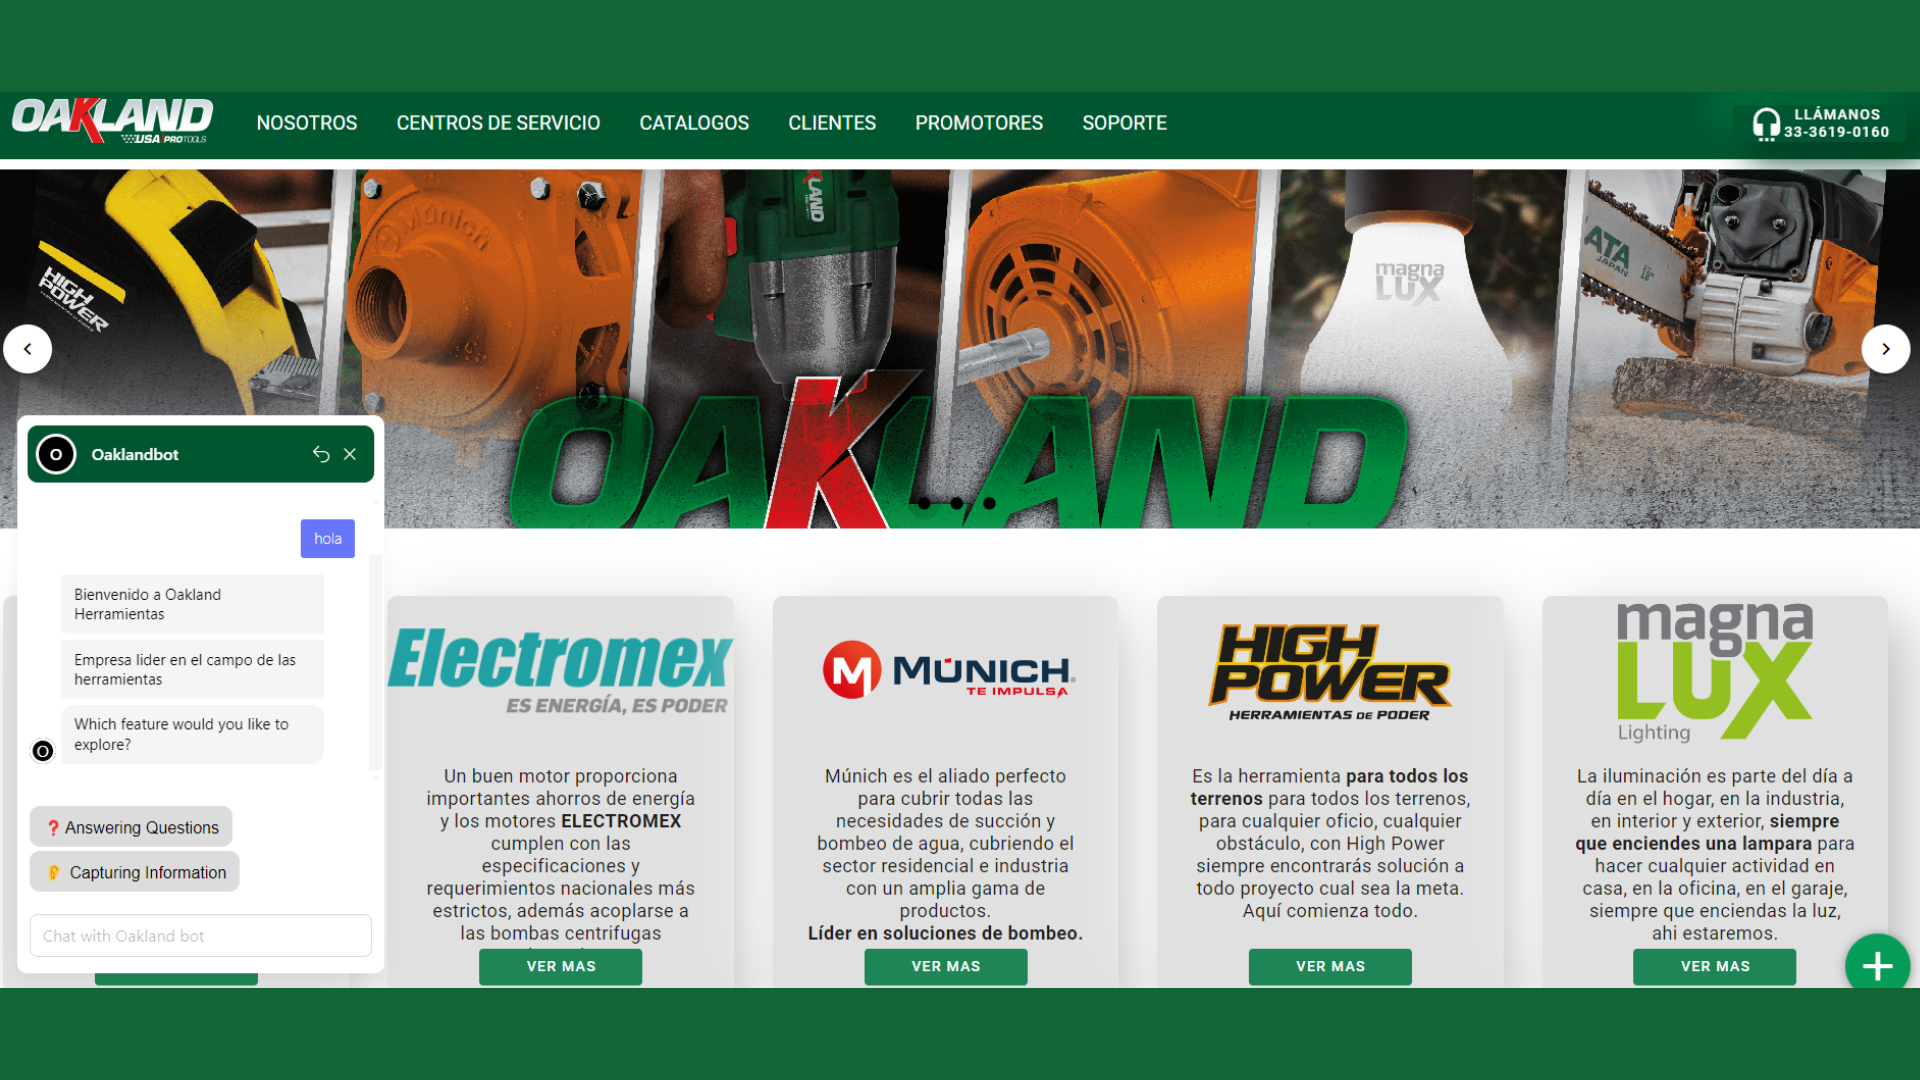 OAKLAND
USA PROTOOLS
NOSOTROS
CENTROS DE SERVICIO
CATALOGOS
CLIENTES
PROMOTORES
SOPORTE
LLÁMANOS
33-3619-0160
HIGH
POWER
Múnich
OAKLAND
magna
LUX
ATA
JAPAN
OAKLAND
O
Oaklandbot
hola
Bienvenido a Oakland
Herramientas
Empresa lider en el campo de las
herramientas
Which feature would you like to
explore?
O
❓ Answering Questions
👂 Capturing Information
Chat with Oakland bot
Electromex
ES ENERGÍA, ES PODER
Un buen motor proporciona
importantes ahorros de energía
y los motores ELECTROMEX
cumplen con las
especificaciones y
requerimientos nacionales más
estrictos, además acoplarse a
las bombas centrifugas
VER MAS
M MÚNICH®
TE IMPULSA
Múnich es el aliado perfecto
para cubrir todas las
necesidades de succión y
bombeo de agua, cubriendo el
sector residencial e industria
con un amplia gama de
productos.
Líder en soluciones de bombeo.
VER MAS
HIGH
POWER
HERRAMIENTAS DE PODER
Es la herramienta para todos los
terrenos para todos los terrenos,
para cualquier oficio, cualquier
obstáculo, con High Power
siempre encontrarás solución a
todo proyecto cual sea la meta.
Aquí comienza todo.
VER MAS
magna
LUX
Lighting
La iluminación es parte del día a
día en el hogar, en la industria,
en interior y exterior, siempre
que enciendes una lampara para
hacer cualquier actividad en
casa, en la oficina, en el garaje,
siempre que enciendas la luz,
ahi estaremos.
VER MAS